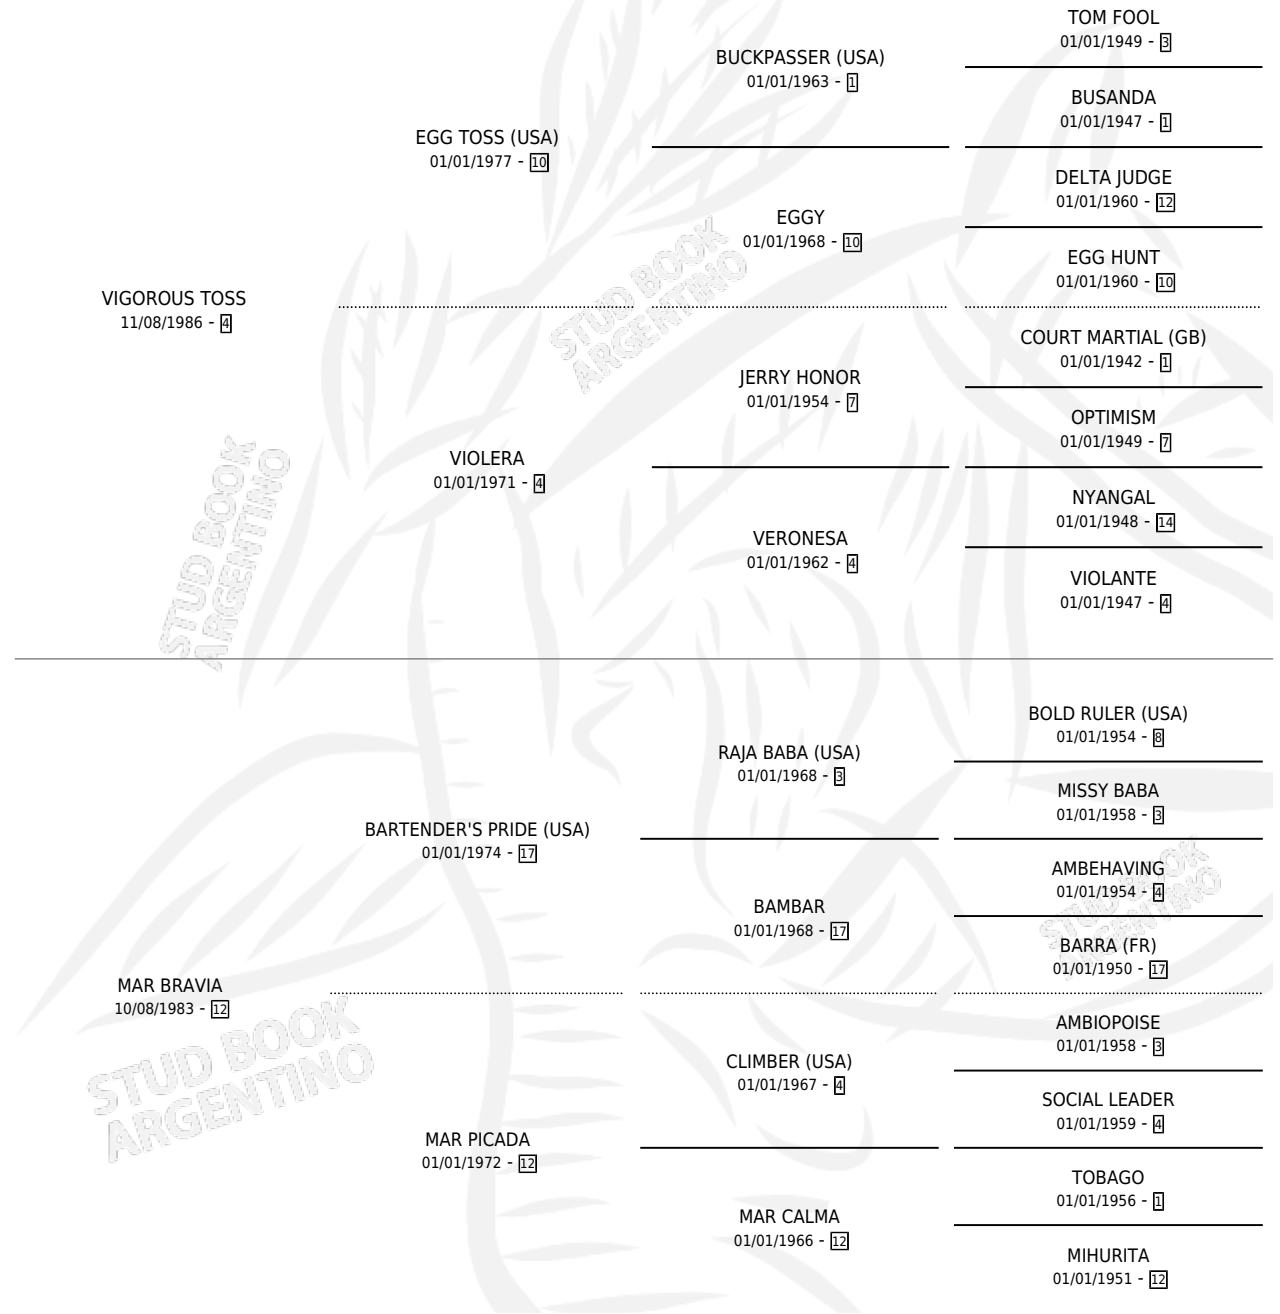 TOM FOOL
01/01/1949 - 3
BUCKPASSER (USA)
01/01/1963 - 1
BUSANDA
01/01/1947 - 1
EGG TOSS (USA)
01/01/1977 - 10
DELTA JUDGE
01/01/1960 - 12
EGGY
01/01/1968 - 10
EGG HUNT
01/01/1960 - 10
VIGOROUS TOSS
11/08/1986 - 4
COURT MARTIAL (GB)
01/01/1942 - 1
JERRY HONOR
01/01/1954 - 7
OPTIMISM
01/01/1949 - 7
VIOLERA
01/01/1971 - 4
NYANGAL
01/01/1948 - 14
VERONESA
01/01/1962 - 4
VIOLANTE
01/01/1947 - 4
STUD BOOK
ARGENTINO
STUD BOOK
ARGENTINO
BOLD RULER (USA)
01/01/1954 - 8
RAJA BABA (USA)
01/01/1968 - 3
MISSY BABA
01/01/1958 - 3
BARTENDER'S PRIDE (USA)
01/01/1974 - 17
AMBEHAVING
01/01/1954 - 4
BAMBAR
01/01/1968 - 17
BARRA (FR)
01/01/1950 - 17
MAR BRAVIA
10/08/1983 - 12
AMBIOPOISE
01/01/1958 - 3
CLIMBER (USA)
01/01/1967 - 4
SOCIAL LEADER
01/01/1959 - 4
MAR PICADA
01/01/1972 - 12
TOBAGO
01/01/1956 - 1
MAR CALMA
01/01/1966 - 12
MIHURITA
01/01/1951 - 12
STUD BOOK
ARGENTINO
STUD BOOK
ARGENTINO